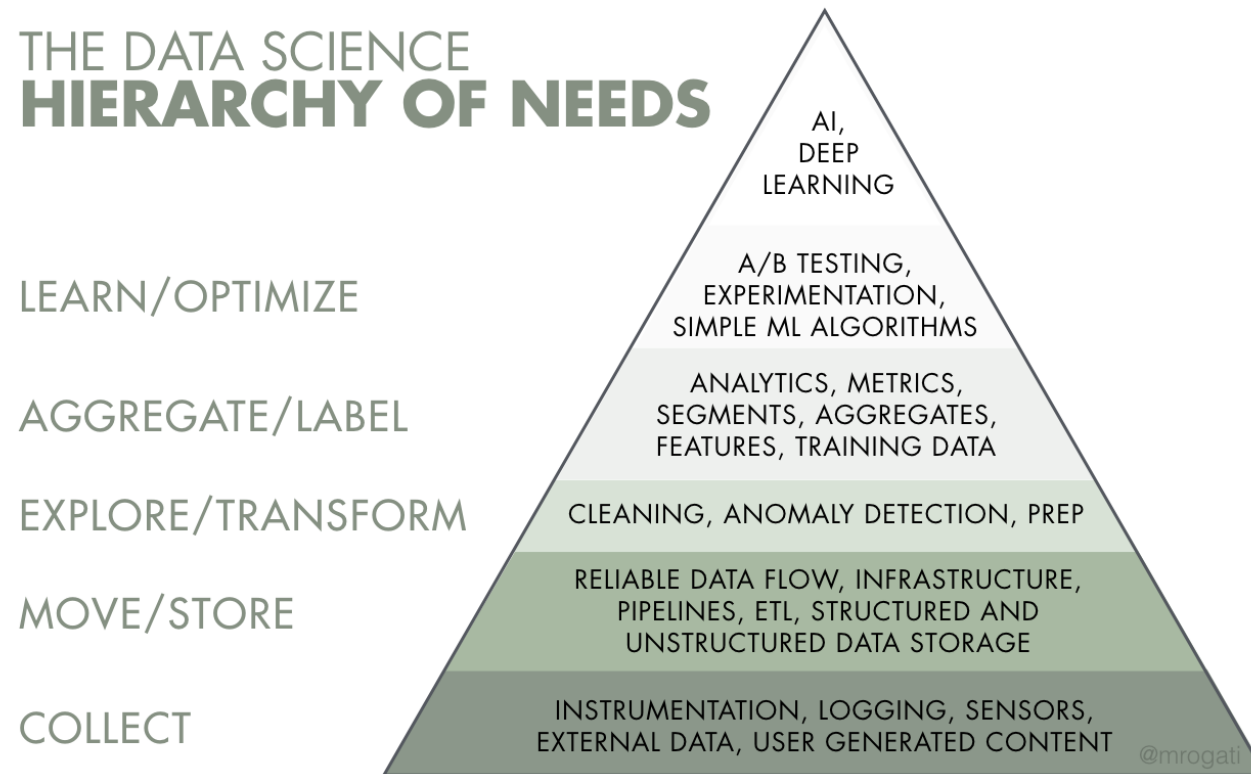 THE DATA SCIENCE
HIERARCHY OF NEEDS
AI,
DEEP
LEARNING
LEARN/OPTIMIZE
A/B TESTING,
EXPERIMENTATION,
SIMPLE ML ALGORITHMS
AGGREGATE/LABEL
ANALYTICS, METRICS,
SEGMENTS, AGGREGATES,
FEATURES, TRAINING DATA
EXPLORE/TRANSFORM
CLEANING, ANOMALY DETECTION, PREP
MOVE/STORE
RELIABLE DATA FLOW, INFRASTRUCTURE,
PIPELINES, ETL, STRUCTURED AND
UNSTRUCTURED DATA STORAGE
COLLECT
INSTRUMENTATION, LOGGING, SENSORS,
EXTERNAL DATA, USER GENERATED CONTENT
@mrogati